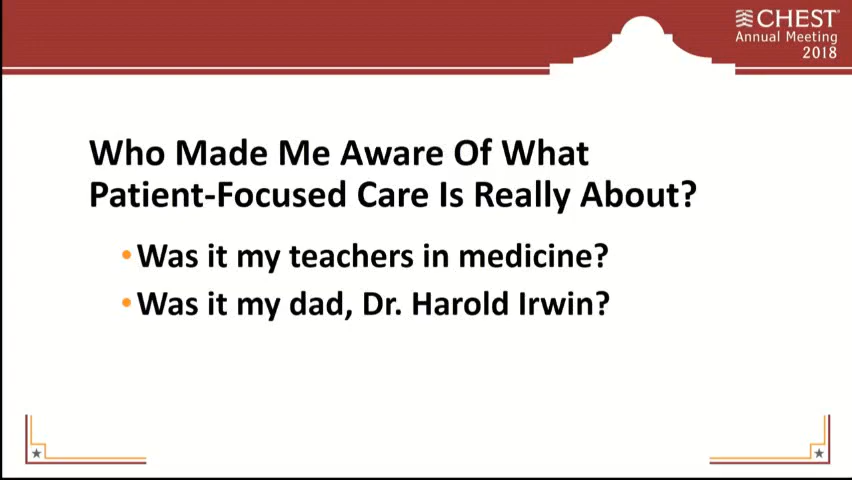 CHEST
Annual Meeting
2018
Who Made Me Aware Of What
Patient-Focused Care Is Really About?
•Was it my teachers in medicine?
•Was it my dad, Dr. Harold Irwin?